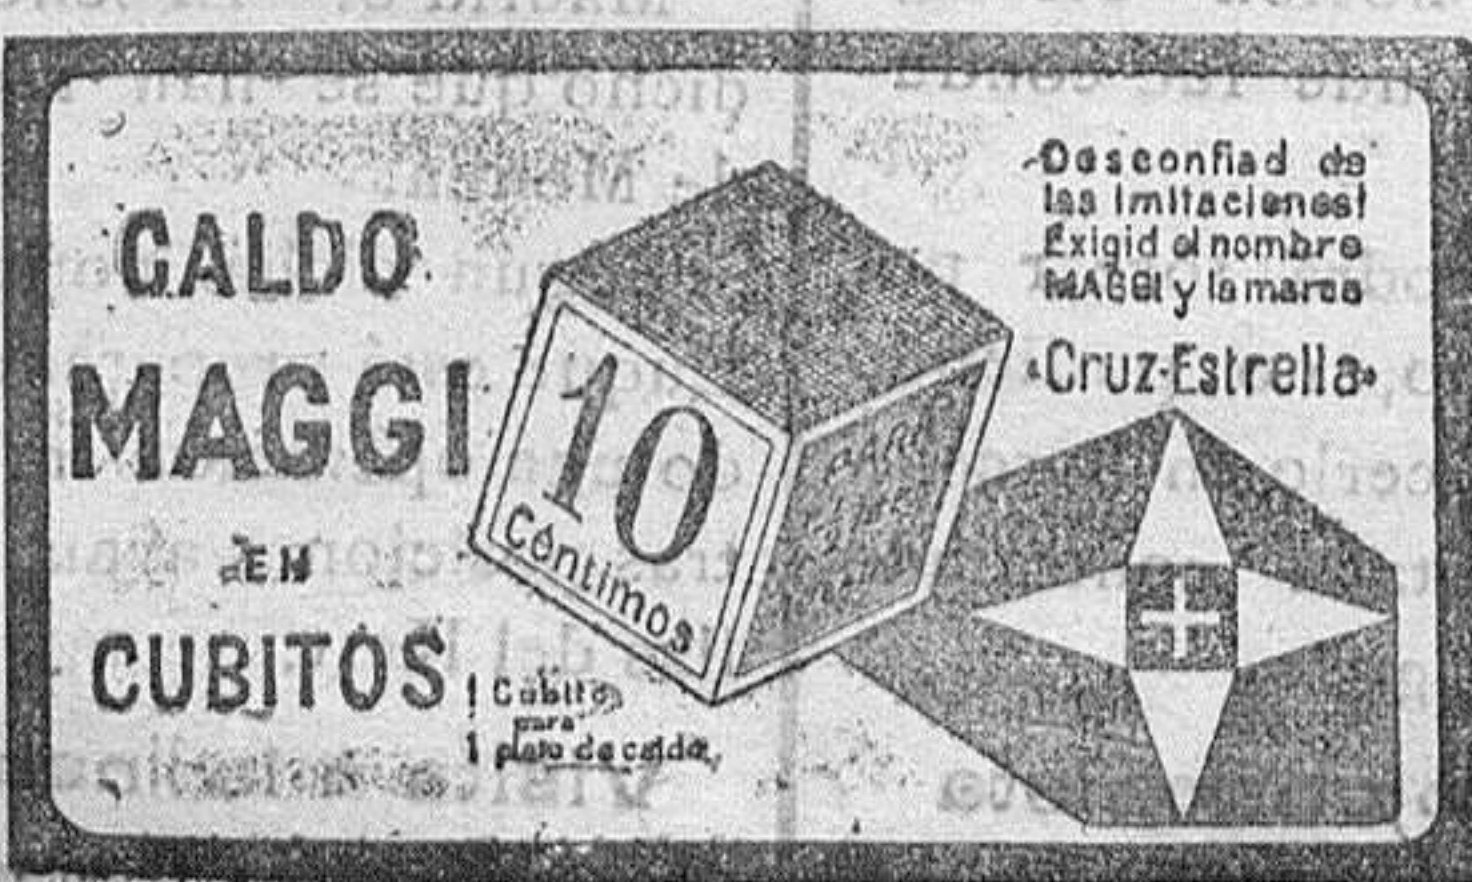 CALDO
MAGGI
EN
CUBITOS
1 Cubito
para
1 plato de caldo
10
Céntimos
PARA
Desconfiad de
las imitaciones!
Exigid el nombre
MAGGI y la marca
«Cruz-Estrella»